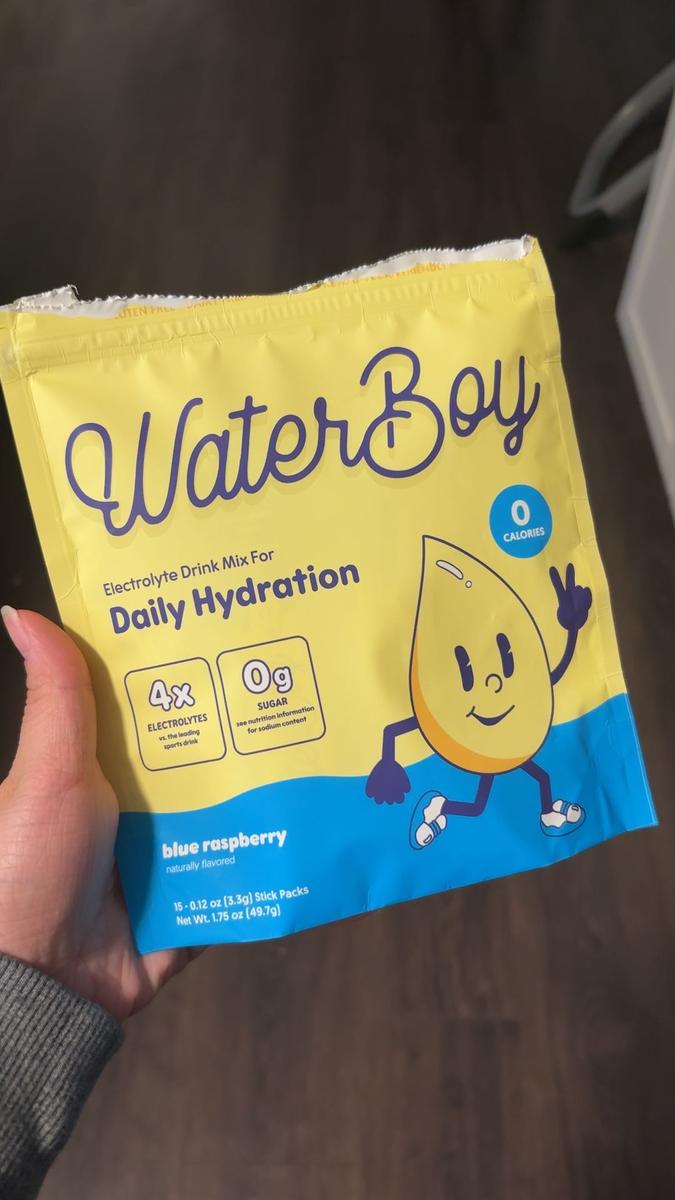 GLUTEN FREE
WaterBoy
0
CALORIES
Electrolyte Drink Mix For
Daily Hydration
4x
ELECTROLYTES
vs. the leading
sports drink
0g
SUGAR
see nutrition information
for sodium content
blue raspberry
naturally flavored
15 - 0.12 oz (3.3g) Stick Packs
Net Wt. 1.75 oz (49.7g)